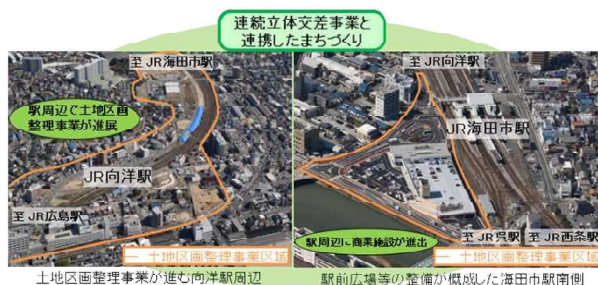 連続立体交差事業と
連携したまちづくり
至 JR海田市駅
駅周辺で土地区画
整理事業が進展
JR向洋駅
至 JR広島駅
土地区画整理事業区域
土地区画整理事業が進む向洋駅周辺
至 JR向洋駅
JR海田市駅
駅周辺に商業施設が進出
至 JR呉駅
至 JR西条駅
土地区画整理事業区域
駅前広場等の整備が概成した海田市駅南側